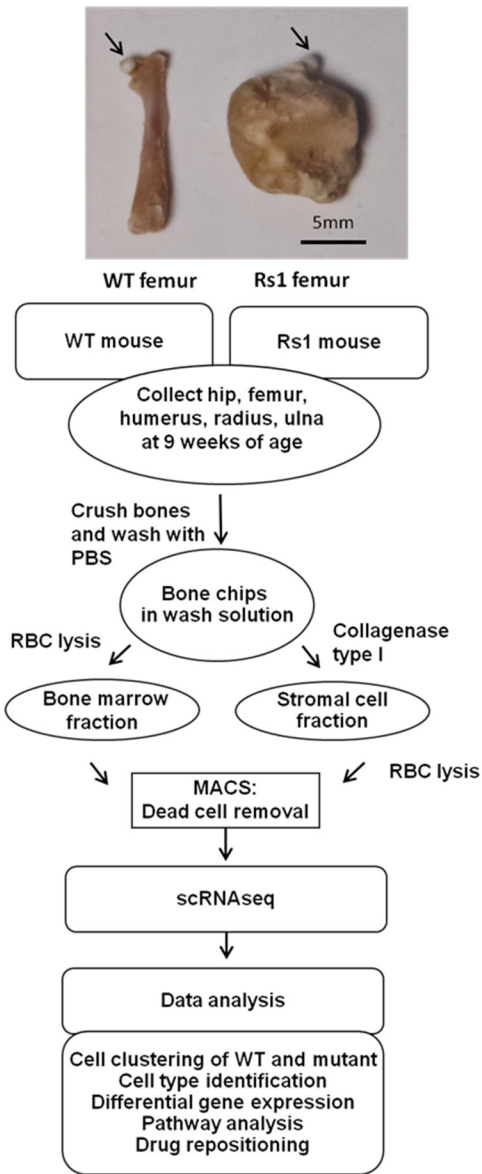 5mm
WT femur Rs1 femur
WT mouse
Rs1 mouse
Collect hip, femur,
humerus, radius, ulna
at 9 weeks of age
Crush bones
and wash with
PBS
Bone chips
in wash solution
RBC lysis
Collagenase
type I
Bone marrow
fraction
Stromal cell
fraction
RBC lysis
MACS:
Dead cell removal
scRNAseq
Data analysis
Cell clustering of WT and mutant
Cell type identification
Differential gene expression
Pathway analysis
Drug repositioning